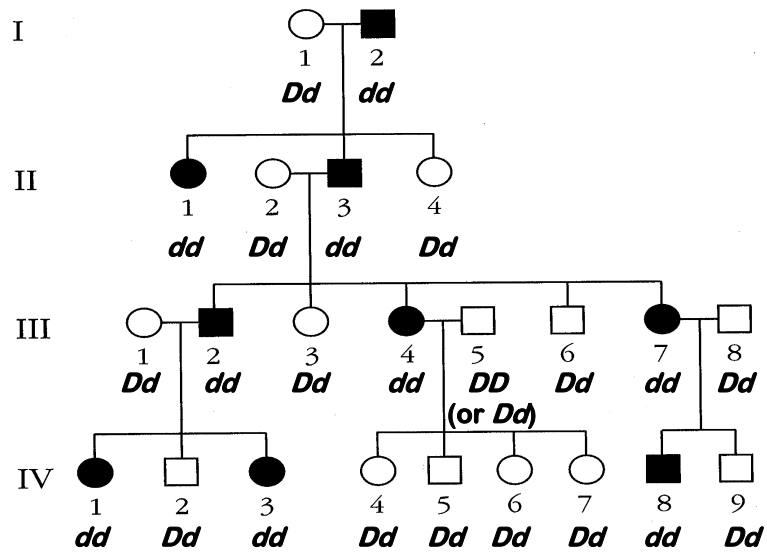 I
1 2
Dd dd
II
1 2 3 4
dd Dd dd Dd
III
1 2 3 4 5 6 7 8
Dd dd Dd dd DD Dd dd Dd
(or Dd)
IV
1 2 3 4 5 6 7 8 9
dd Dd dd Dd Dd Dd Dd dd Dd